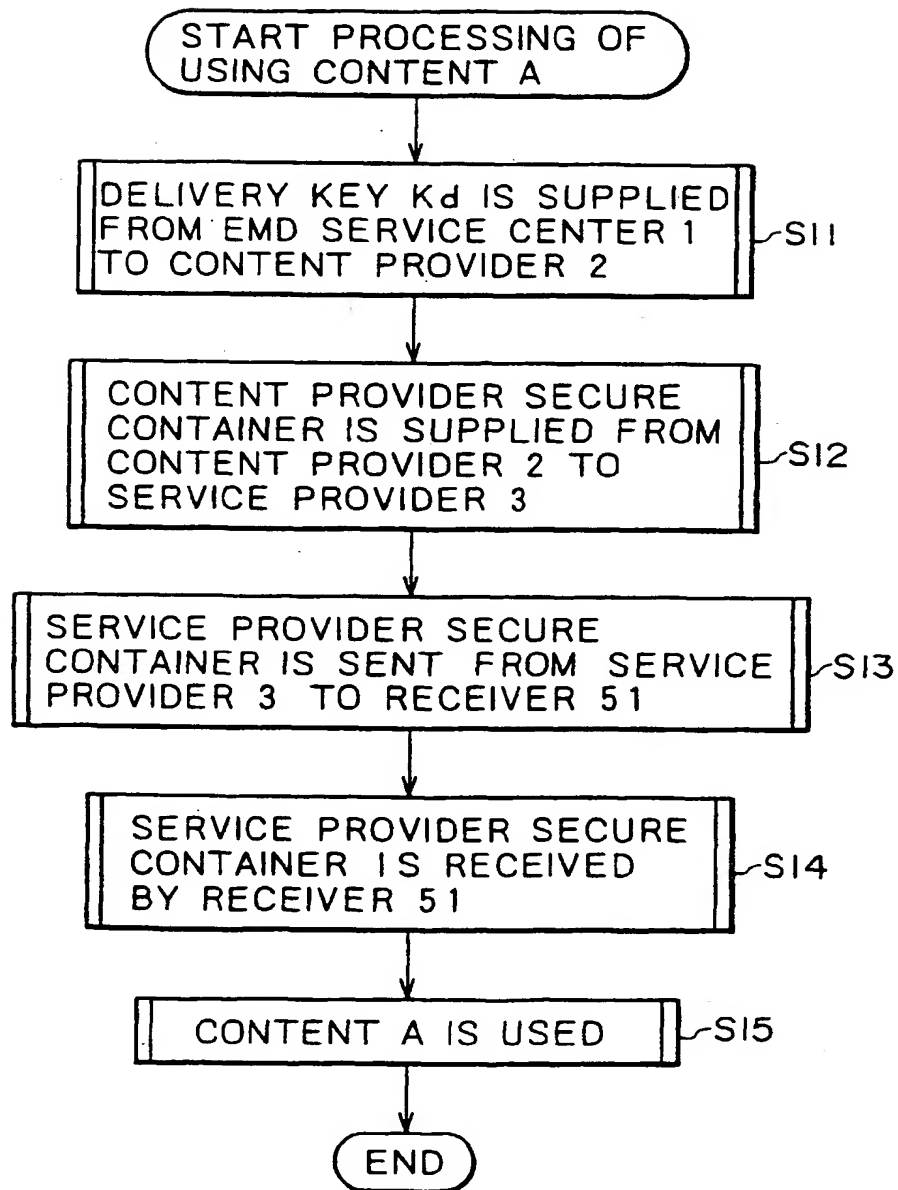 START PROCESSING OF
USING CONTENT A
DELIVERY KEY Kd IS SUPPLIED
FROM EMD SERVICE CENTER 1
TO CONTENT PROVIDER 2
S11
CONTENT PROVIDER SECURE
CONTAINER IS SUPPLIED FROM
CONTENT PROVIDER 2 TO
SERVICE PROVIDER 3
S12
SERVICE PROVIDER SECURE
CONTAINER IS SENT FROM SERVICE
PROVIDER 3 TO RECEIVER 51
S13
SERVICE PROVIDER SECURE
CONTAINER IS RECEIVED
BY RECEIVER 51
S14
CONTENT A IS USED
S15
END